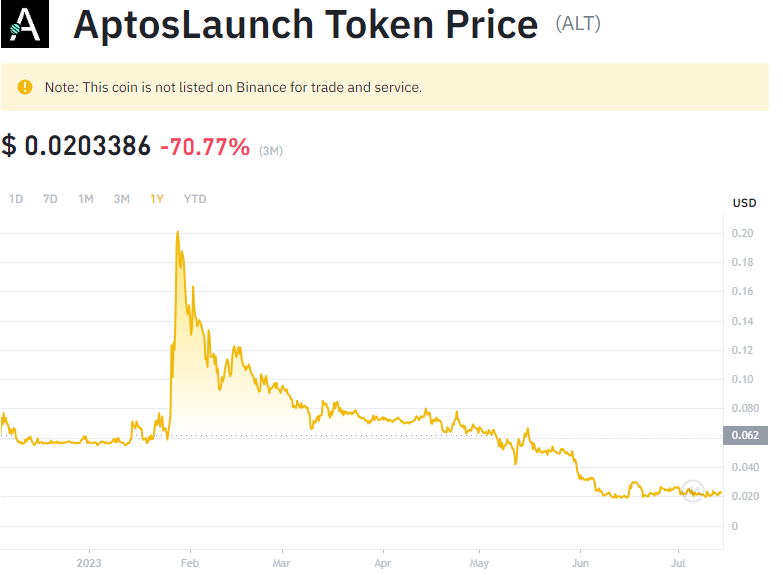 AptosLaunch Token Price (ALT)
Note: This coin is not listed on Binance for trade and service.
$ 0.0203386 -70.77% (3M)
1D 7D 1M 3M 1Y YTD
USD
0.20
0.18
0.16
0.14
0.12
0.10
0.080
0.062
0.040
0.020
0
2023 Feb Mar Apr May Jun Jul